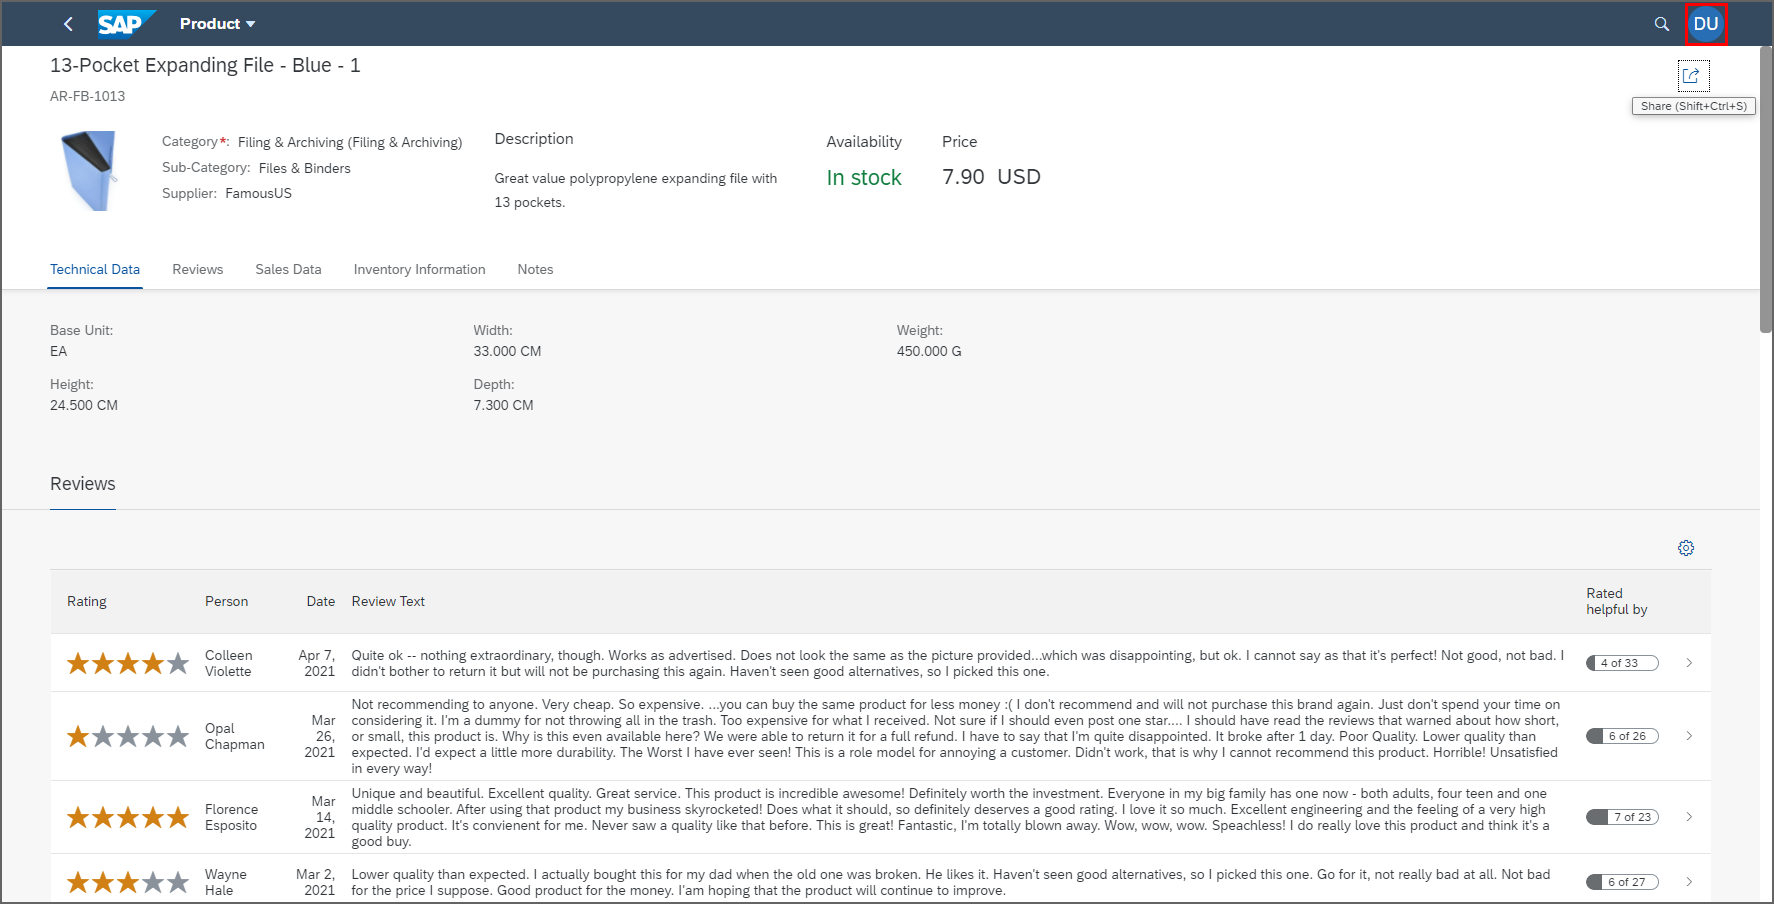 SAP Product DU
13-Pocket Expanding File - Blue - 1
AR-FB-1013
Share (Shift+Ctrl+S)
Category*: Filing & Archiving (Filing & Archiving)
Sub-Category: Files & Binders
Supplier: FamousUS
Description
Great value polypropylene expanding file with
13 pockets.
Availability
In stock
Price
7.90 USD
Technical Data Reviews Sales Data Inventory Information Notes
Base Unit:
EA
Width:
33.000 CM
Weight:
450.000 G
Height:
24.500 CM
Depth:
7.300 CM
Reviews
Rating Person Date Review Text Rated
helpful by
Colleen
Violette
Apr 7,
2021
Quite ok -- nothing extraordinary, though. Works as advertised. Does not look the same as the picture provided...which was disappointing, but ok. I cannot say as that it's perfect! Not good, not bad. I
didn't bother to return it but will not be purchasing this again. Haven't seen good alternatives, so I picked this one.
4 of 33
Opal
Chapman
Mar
26,
2021
Not recommending to anyone. Very cheap. So expensive. ...you can buy the same product for less money :( I don't recommend and will not purchase this brand again. Just don't spend your time on
considering it. I'm a dummy for not throwing all in the trash. Too expensive for what I received. Not sure if I should even post one star.... I should have read the reviews that warned about how short,
or small, this product is. Why is this even available here? We were able to return it for a full refund. I have to say that I'm quite disappointed. It broke after 1 day. Poor Quality. Lower quality than
expected. I'd expect a little more durability. The Worst I have ever seen! This is a role model for annoying a customer. Didn't work, that is why I cannot recommend this product. Horrible! Unsatisfied
in every way!
6 of 26
Florence
Esposito
Mar
14,
2021
Unique and beautiful. Excellent quality. Great service. This product is incredible awesome! Definitely worth the investment. Everyone in my big family has one now - both adults, four teen and one
middle schooler. After using that product my business skyrocketed! Does what it should, so definitely deserves a good rating. I love it so much. Excellent engineering and the feeling of a very high
quality product. It's convienent for me. Never saw a quality like that before. This is great! Fantastic, I'm totally blown away. Wow, wow, wow. Speachless! I do really love this product and think it's a
good buy.
7 of 23
Wayne
Hale
Mar 2,
2021
Lower quality than expected. I actually bought this for my dad when the old one was broken. He likes it. Haven't seen good alternatives, so I picked this one. Go for it, not really bad at all. Not bad
for the price I suppose. Good product for the money. I'am hoping that the product will continue to improve.
6 of 27